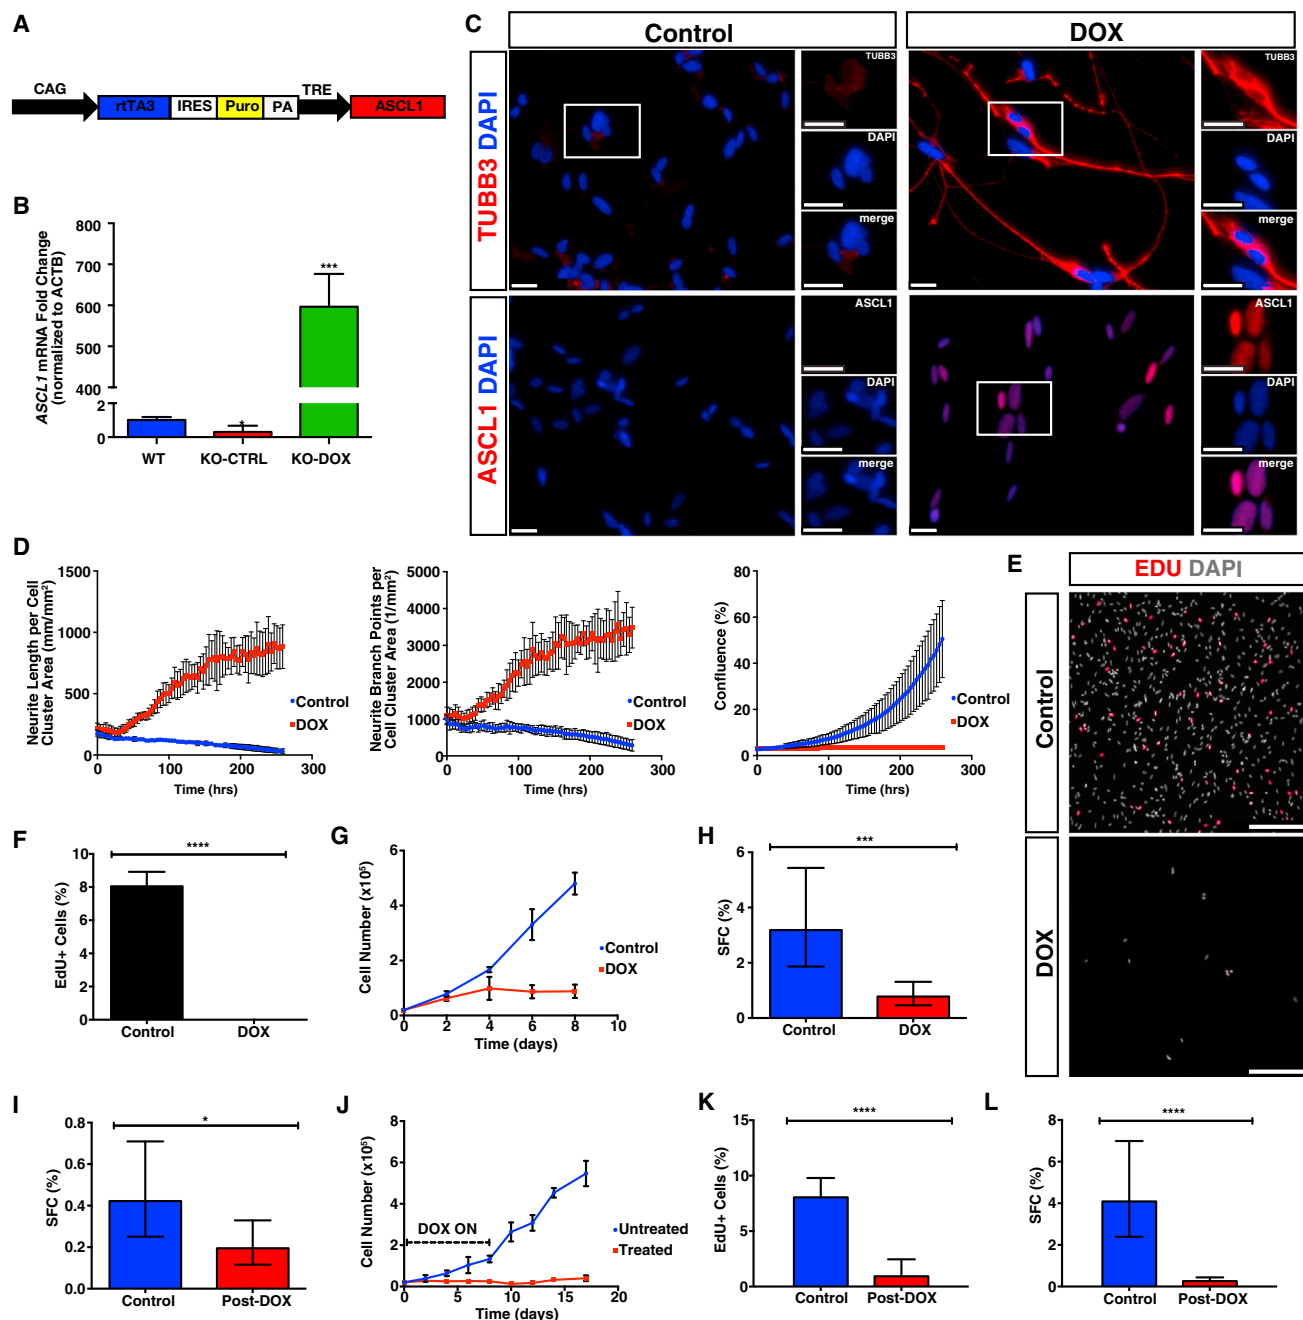 A
CAG
rtTA3 IRES Puro PA
TRE
ASCL1
B
ASCL1 mRNA Fold Change
(normalized to ACTB)
800
700
600
500
400
2
0
***
*
WT KO-CTRL KO-DOX
C
Control DOX
TUBB3 DAPI
TUBB3
DAPI
merge
TUBB3
DAPI
merge
ASCL1 DAPI
ASCL1
DAPI
merge
ASCL1
DAPI
merge
D
Neurite Length per Cell
Cluster Area (mm/mm²)
1500
1000
500
0
0 100 200 300
Time (hrs)
Control
DOX
Neurite Branch Points per
Cell Cluster Area (1/mm²)
5000
4000
3000
2000
1000
0
0 100 200 300
Time (hrs)
Control
DOX
Confluence (%)
80
60
40
20
0
0 100 200 300
Time (hrs)
Control
DOX
E
EDU DAPI
Control
DOX
F
EdU+ Cells (%)
10
8
6
4
2
0
****
Control DOX
G
Cell Number (x10⁵)
6
4
2
0
0 2 4 6 8 10
Time (days)
Control
DOX
H
SFC (%)
6
4
2
0
***
Control DOX
I
SFC (%)
0.8
0.6
0.4
0.2
0
*
Control Post-DOX
J
Cell Number (x10⁵)
8
6
4
2
0
DOX ON
0 5 10 15 20
Time (days)
Untreated
Treated
K
EdU+ Cells (%)
15
10
5
0
****
Control Post-DOX
L
SFC (%)
8
6
4
2
0
****
Control Post-DOX